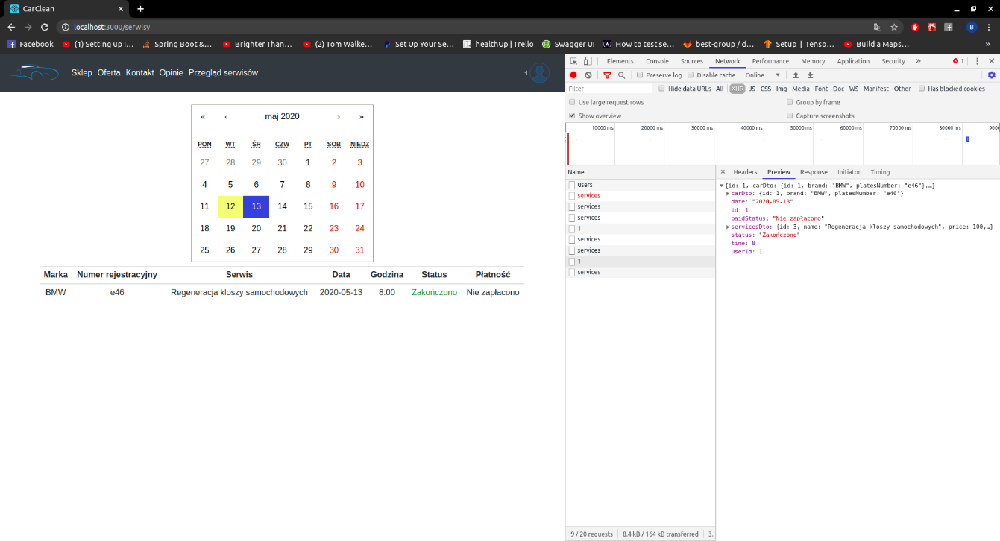 CarClean
localhost:3000/serwisy
B
Facebook
(1) Setting up I…
Spring Boot &…
Brighter Than…
(2) Tom Walke…
Set Up Your Se…
healthUp | Trello
Swagger UI
How to test se…
best-group / d…
Setup | Tenso…
Build a Maps…
»
Sklep Oferta Kontakt Opinie Przegląd serwisów
« ‹ maj 2020 › »
PON WT ŚR CZW PT SOB NIEDZ
27 28 29 30 1 2 3
4 5 6 7 8 9 10
11 12 13 14 15 16 17
18 19 20 21 22 23 24
25 26 27 28 29 30 31
Marka Numer rejestracyjny Serwis Data Godzina Status Płatność
BMW e46 Regeneracja kloszy samochodowych 2020-05-13 8:00 Zakończono Nie zapłacono
Elements Console Sources Network Performance Memory Application Security » 1
Preserve log Disable cache Online
Filter Hide data URLs All XHR JS CSS Img Media Font Doc WS Manifest Other Has blocked cookies
Use large request rows Group by frame
Show overview Capture screenshots
10000 ms 20000 ms 30000 ms 40000 ms 50000 ms 60000 ms 70000 ms 80000 ms 9000
Name
users
services
services
services
1
services
services
1
services
Headers Preview Response Initiator Timing
{id: 1, carDto: {id: 1, brand: "BMW", platesNumber: "e46"},…}
carDto: {id: 1, brand: "BMW", platesNumber: "e46"}
date: "2020-05-13"
id: 1
paidStatus: "Nie zapłacono"
servicesDto: {id: 3, name: "Regeneracja kloszy samochodowych", price: 100,…}
status: "Zakończono"
time: 8
userId: 1
9 / 20 requests 8.4 kB / 164 kB transferred 3.